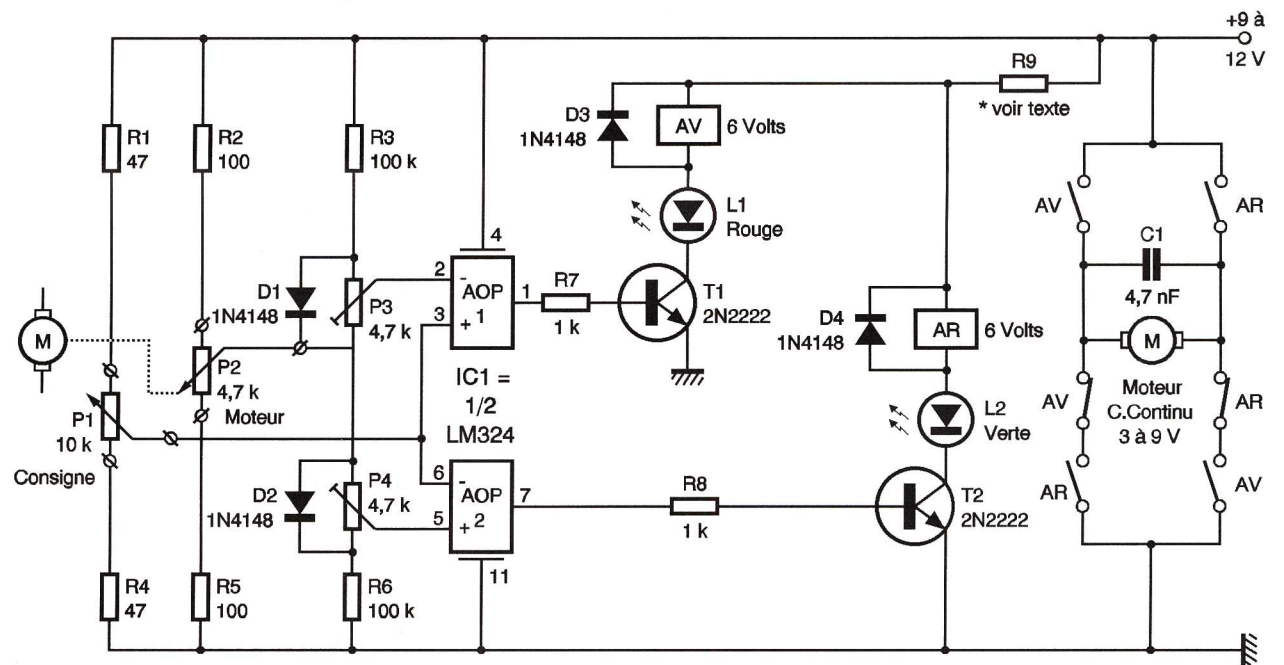 +9 à
12 V
R1
47
R2
100
R3
100 k
D3
1N4148
AV
6 Volts
R9
* voir texte
L1
Rouge
AV
AR
C1
4,7 nF
M
Moteur
C.Continu
3 à 9 V
AV
AR
AR
AV
4
2
-
AOP
3
+
1
1
R7
1 k
T1
2N2222
D1
1N4148
P3
4,7 k
M
P2
4,7 k
Moteur
P1
10 k
Consigne
IC1 =
1/2
LM324
D4
1N4148
AR
6 Volts
L2
Verte
D2
1N4148
P4
4,7 k
6
-
AOP
5
+
2
7
11
R8
1 k
T2
2N2222
R4
47
R5
100
R6
100 k